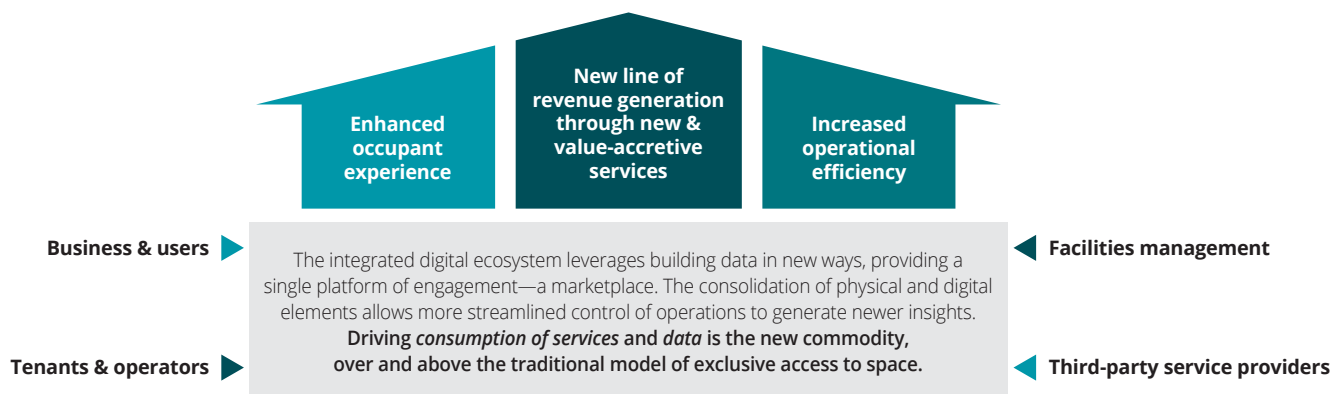 Enhanced
occupant
experience
New line of
revenue generation
through new &
value-accretive
services
Increased
operational
efficiency
Business & users
Tenants & operators
The integrated digital ecosystem leverages building data in new ways, providing a
single platform of engagement—a marketplace. The consolidation of physical and digital
elements allows more streamlined control of operations to generate newer insights.
Driving consumption of services and data is the new commodity,
over and above the traditional model of exclusive access to space.
Facilities management
Third-party service providers